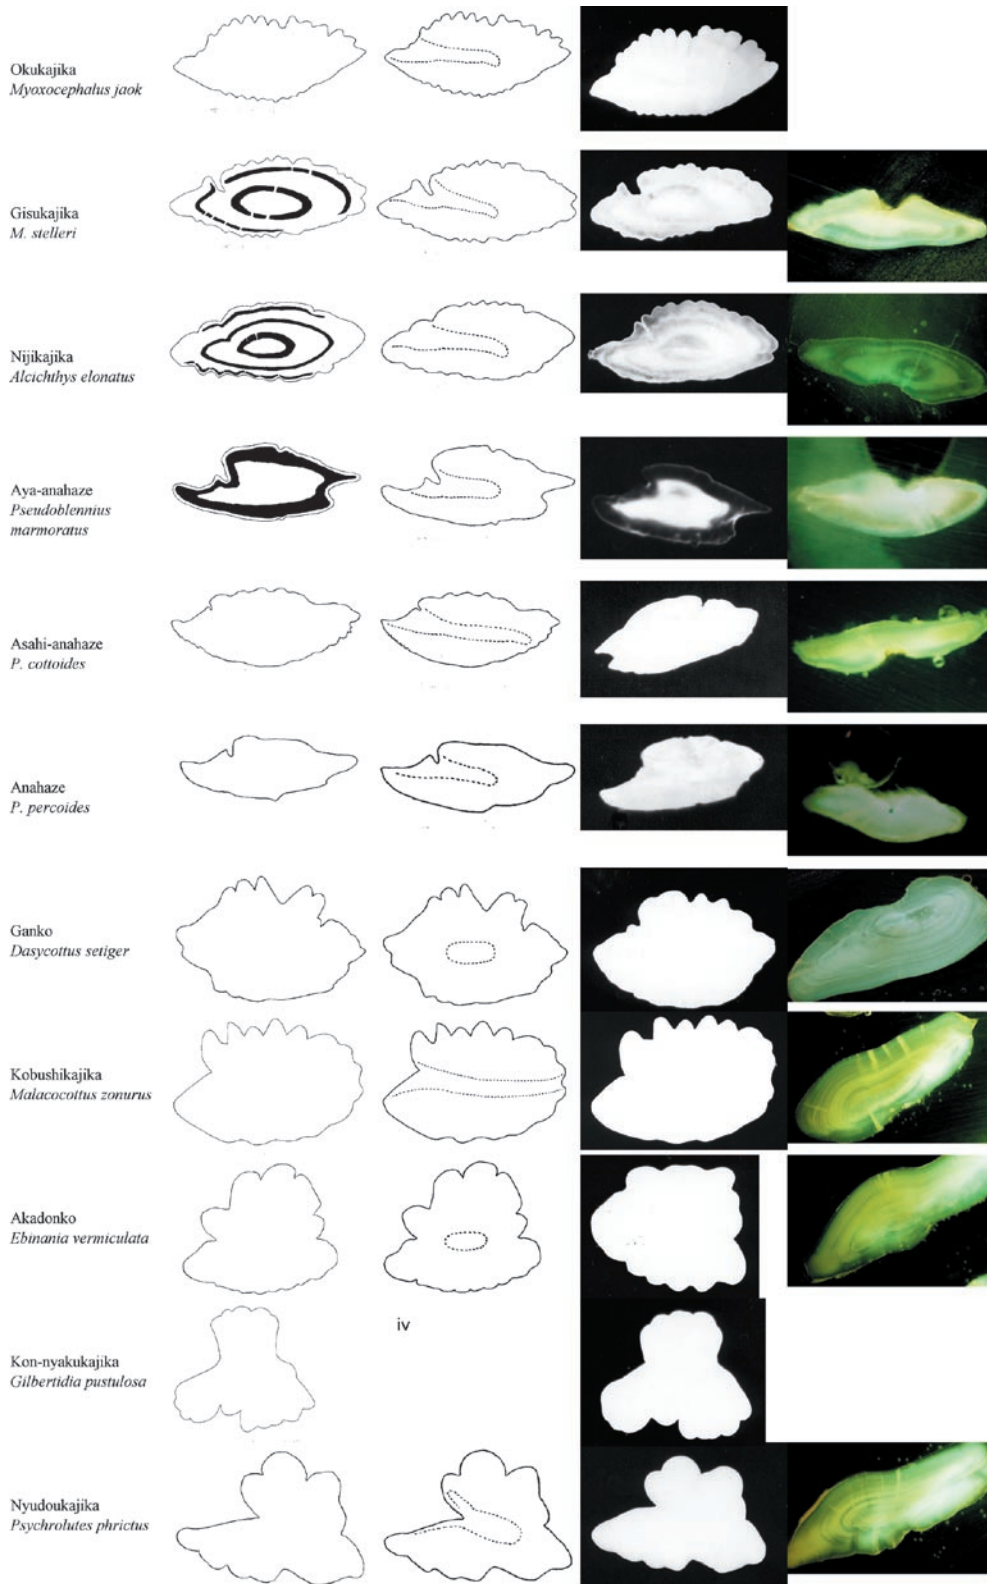 Okukajika
Myoxocephalus jaok
Gisukajika
M. stelleri
Nijikajika
Alcichthys elonatus
Aya-anahaze
Pseudoblennius
marmoratus
Asahi-anahaze
P. cottoides
Anahaze
P. percoides
Ganko
Dasycottus setiger
Kobushikajika
Malacocottus zonurus
Akadonko
Ebinania vermiculata
iv
Kon-nyakukajika
Gilbertidia pustulosa
Nyudoukajika
Psychrolutes phrictus